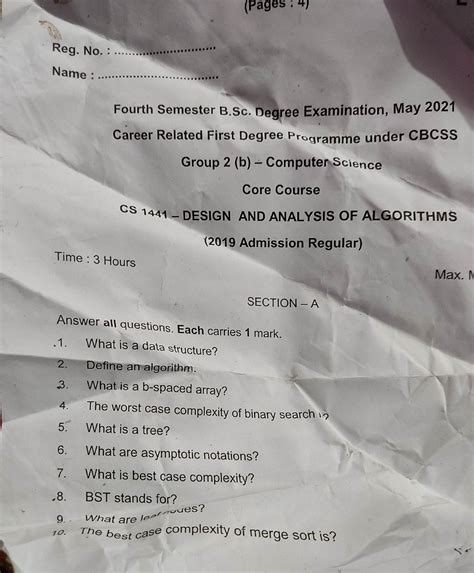 (Pages : 4)
Reg. No. : ..............................
Name : ..............................
Fourth Semester B.Sc. Degree Examination, May 2021
Career Related First Degree Programme under CBCSS
Group 2 (b) – Computer Science
Core Course
CS 1441 – DESIGN AND ANALYSIS OF ALGORITHMS
(2019 Admission Regular)
Time : 3 Hours
Max.
SECTION – A
Answer all questions. Each carries 1 mark.
1. What is a data structure?
2. Define an algorithm.
3. What is a b-spaced array?
4. The worst case complexity of binary search is?
5. What is a tree?
6. What are asymptotic notations?
7. What is best case complexity?
8. BST stands for?
9. What are leaf nodes?
10. The best case complexity of merge sort is?